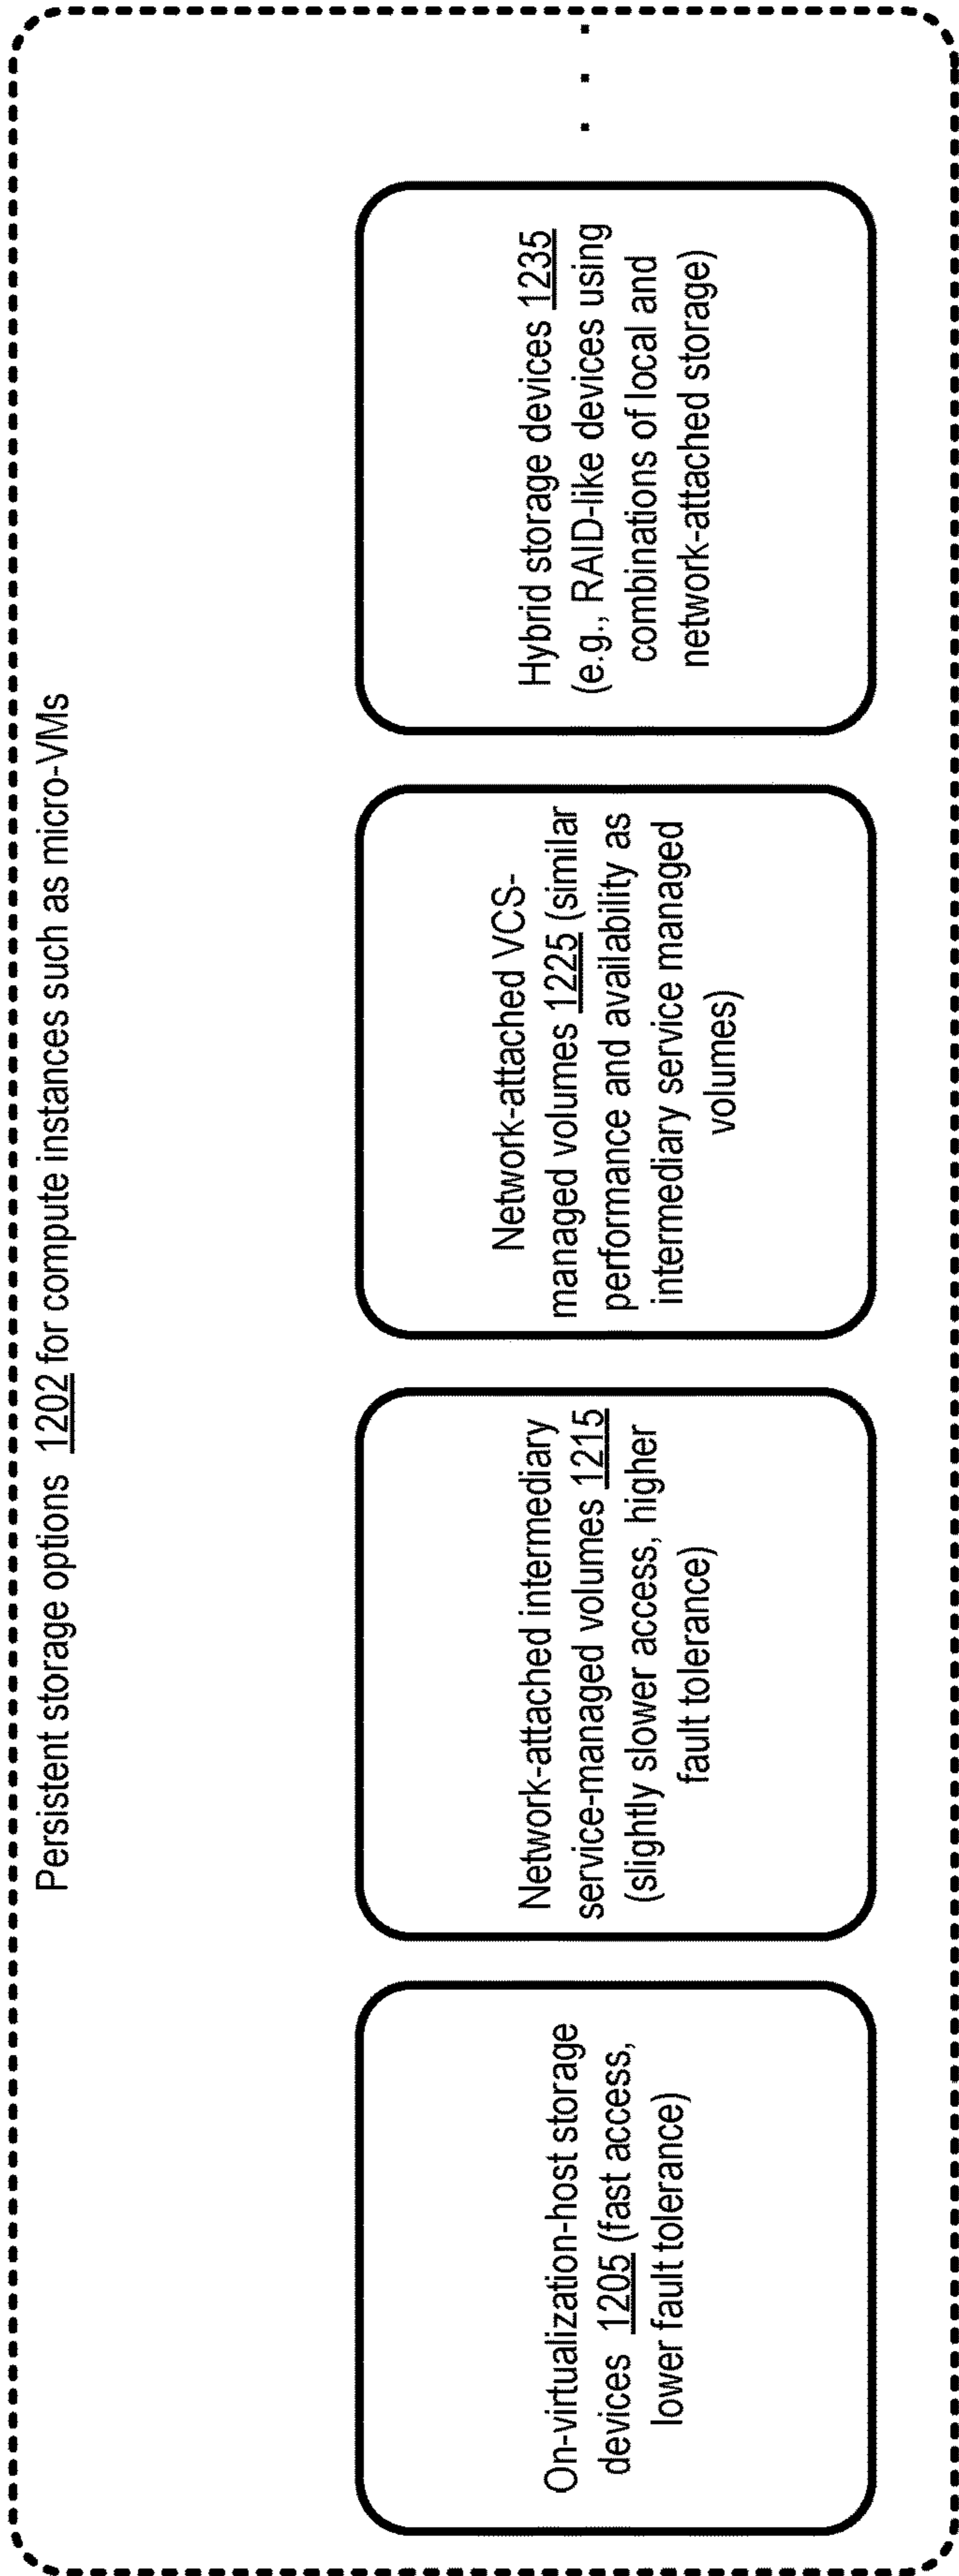 Persistent storage options 1202 for compute instances such as micro-VMs
On-virtualization-host storage
devices 1205 (fast access,
lower fault tolerance)
Network-attached intermediary
service-managed volumes 1215
(slightly slower access, higher
fault tolerance)
Network-attached VCS-
managed volumes 1225 (similar
performance and availability as
intermediary service managed
volumes)
Hybrid storage devices 1235
(e.g., RAID-like devices using
combinations of local and
network-attached storage)
. . .